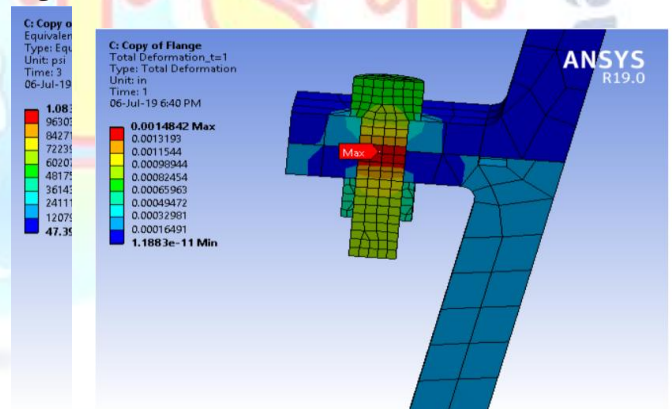 C: Copy o
Equivalen
Type: Equ
Unit: psi
Time: 3
06-Jul-19
1.08
96303
84271
72239
60207
48175
36143
24111
12079
47.39
C: Copy of Flange
Total Deformation_t=1
Type: Total Deformation
Unit: in
Time: 1
06-Jul-19 6:40 PM
0.0014842 Max
0.0013193
0.0011544
0.00098944
0.00082454
0.00065963
0.00049472
0.00032981
0.00016491
1.1883e-11 Min
Max
ANSYS
R19.0